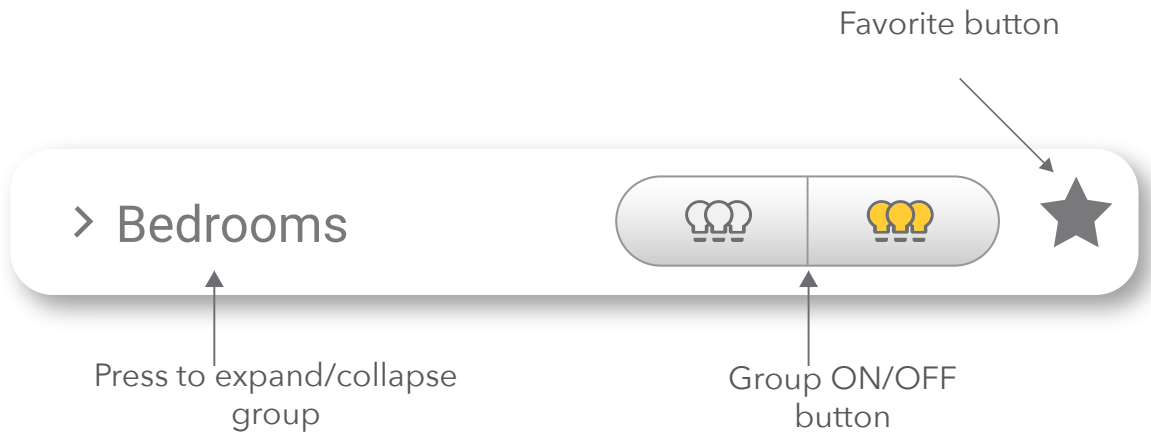 Favorite button
Bedrooms
Press to expand/collapse
group
Group ON/OFF
button